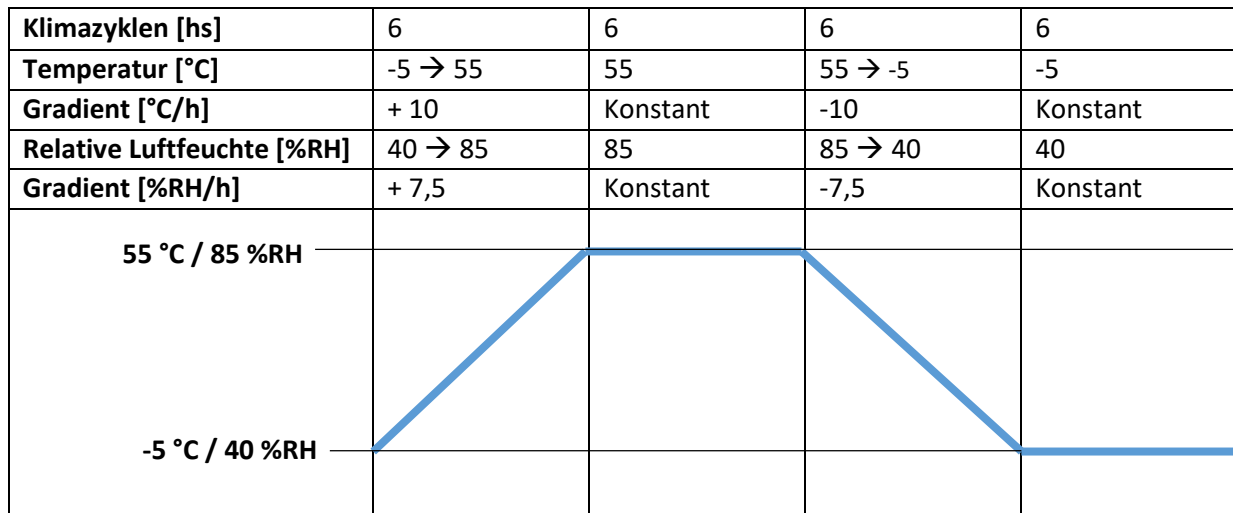 Klimazyklen [hs] 6 6 6 6
Temperatur [°C] -5 → 55 55 55 → -5 -5
Gradient [°C/h] + 10 Konstant -10 Konstant
Relative Luftfeuchte [%RH] 40 → 85 85 85 → 40 40
Gradient [%RH/h] + 7,5 Konstant -7,5 Konstant
55 °C / 85 %RH
-5 °C / 40 %RH